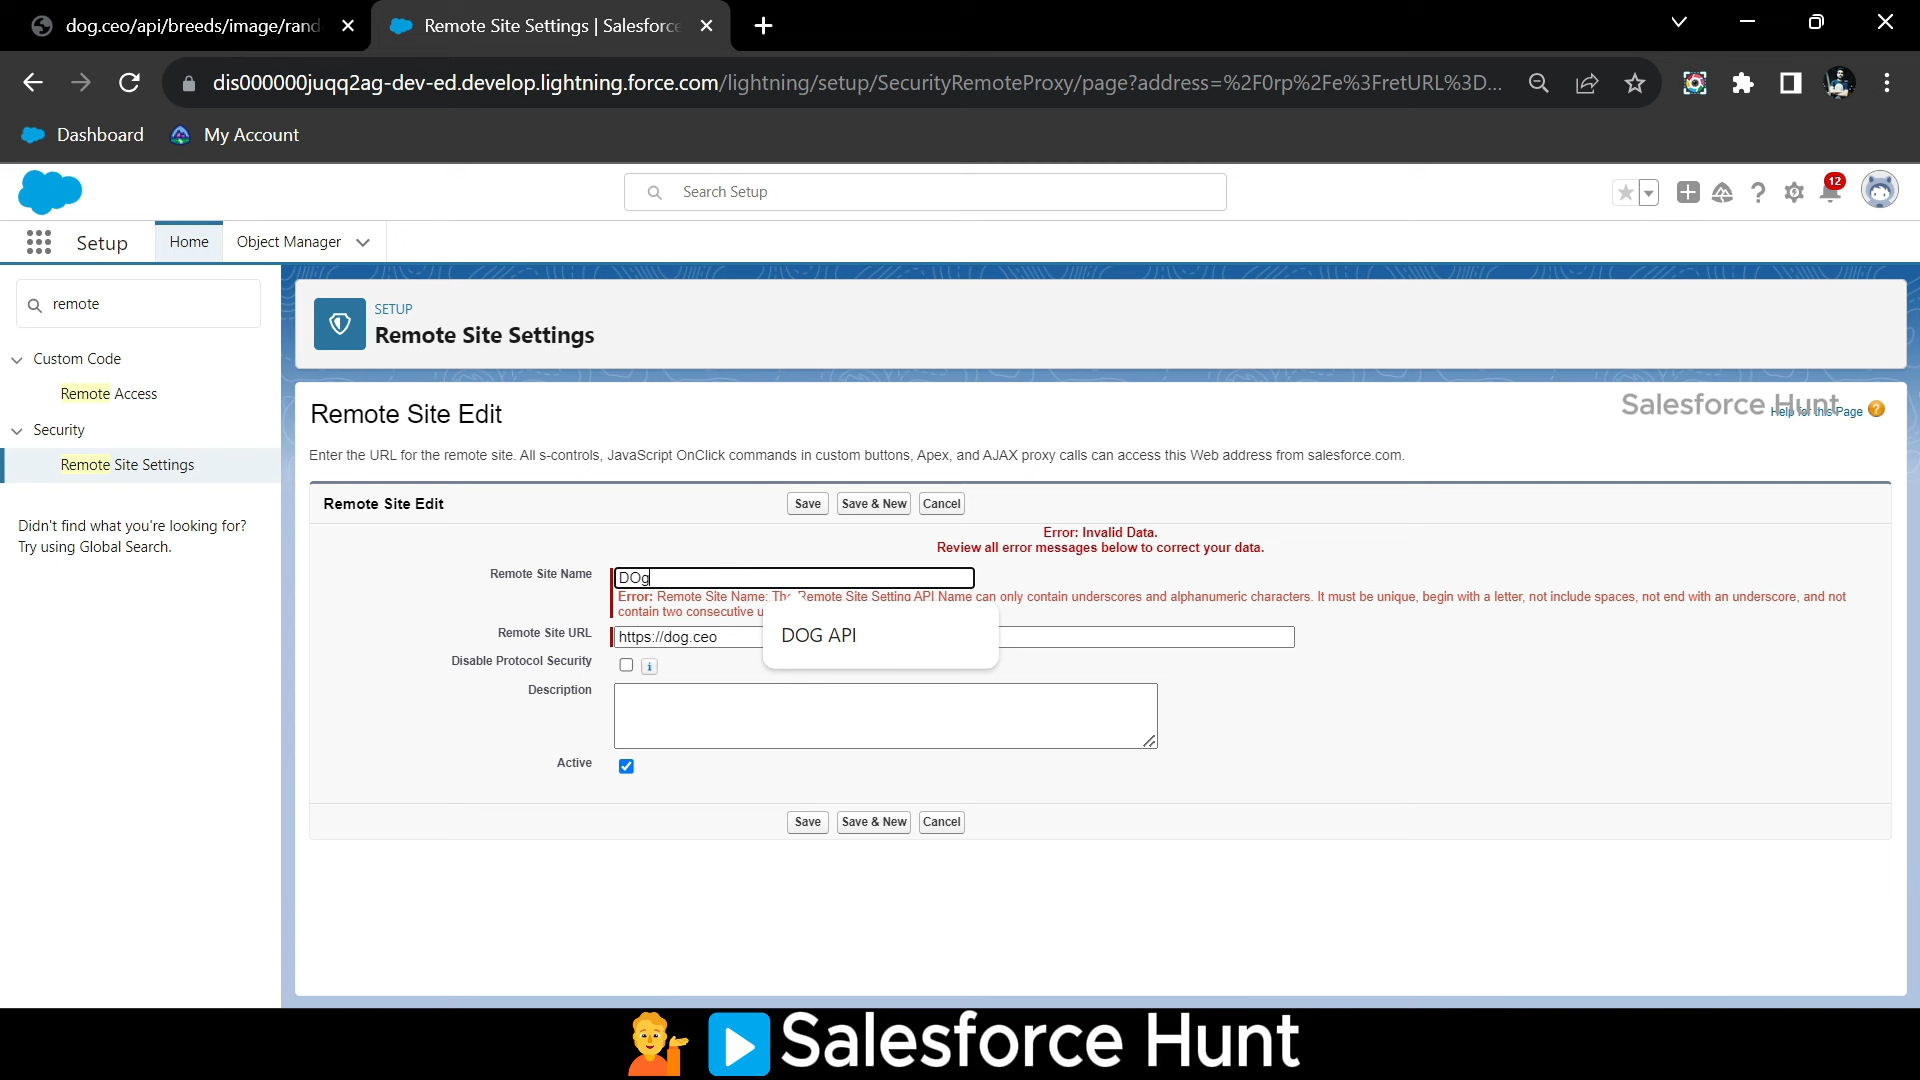 dog.ceo/api/breeds/image/rand
Remote Site Settings | Salesforce
dis000000juqq2ag-dev-ed.develop.lightning.force.com/lightning/setup/SecurityRemoteProxy/page?address=%2F0rp%2Fe%3FretURL%3D...
Dashboard
My Account
Search Setup
12
Setup
Home
Object Manager
remote
SETUP
Remote Site Settings
Custom Code
Remote Access
Security
Remote Site Settings
Didn't find what you're looking for?
Try using Global Search.
Remote Site Edit
Salesforce Hunt
Help for this Page
Enter the URL for the remote site. All s-controls, JavaScript OnClick commands in custom buttons, Apex, and AJAX proxy calls can access this Web address from salesforce.com.
Remote Site Edit
Save
Save & New
Cancel
Error: Invalid Data.
Review all error messages below to correct your data.
Remote Site Name
DOg
Error: Remote Site Name: The Remote Site Setting API Name can only contain underscores and alphanumeric characters. It must be unique, begin with a letter, not include spaces, not end with an underscore, and not
contain two consecutive
DOG API
Remote Site URL
https://dog.ceo
Disable Protocol Security
Description
Active
Save
Save & New
Cancel
Salesforce Hunt